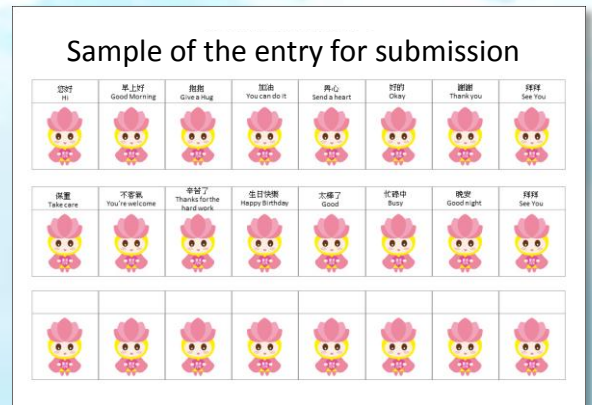 Sample of the entry for submission
您好 早上好 抱抱 加油 畀心 好的 謝謝 拜拜
Hi Good Morning Give a Hug You can do it Send a heart Okay Thank you See You
保重 不客氣 辛苦了 生日快樂 太棒了 忙碌中 晚安 拜拜
Take care You're welcome Thanks for the Happy Birthday Good Busy Good night See You
hard work